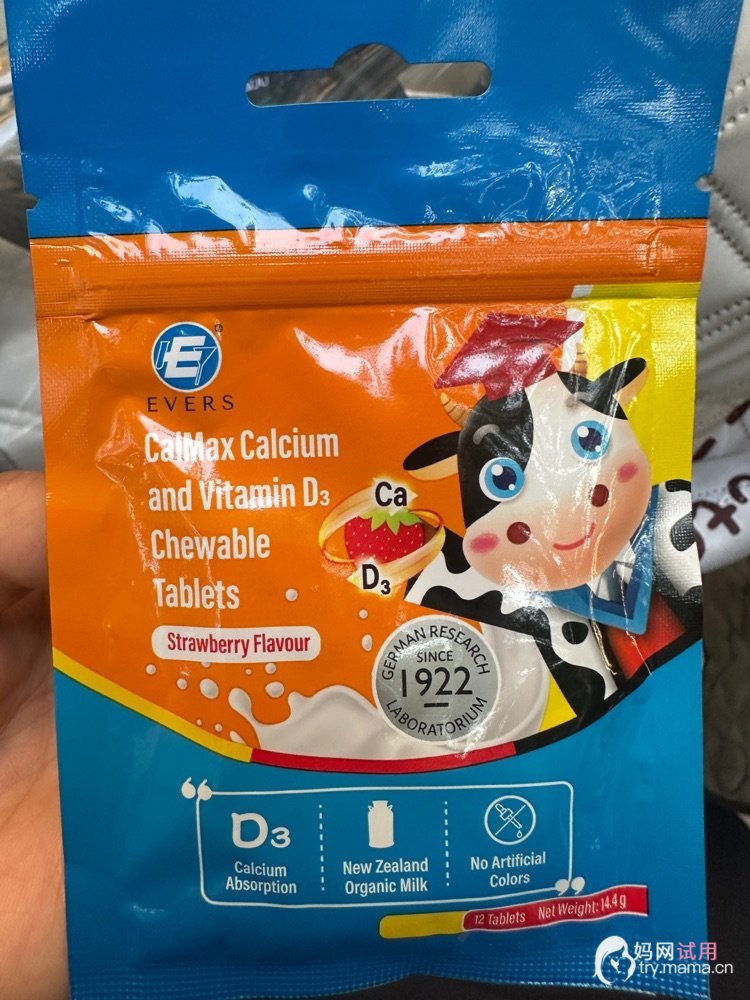 E
EVERS
CalMax Calcium
and Vitamin D₃
Chewable
Tablets
Strawberry Flavour
Ca
D₃
GERMAN RESEARCH
SINCE
1922
LABORATORIUM
D₃
Calcium
Absorption
New Zealand
Organic Milk
No Artificial
Colors
12 Tablets Net Weight: 14.4 g
妈网试用
try.mama.cn